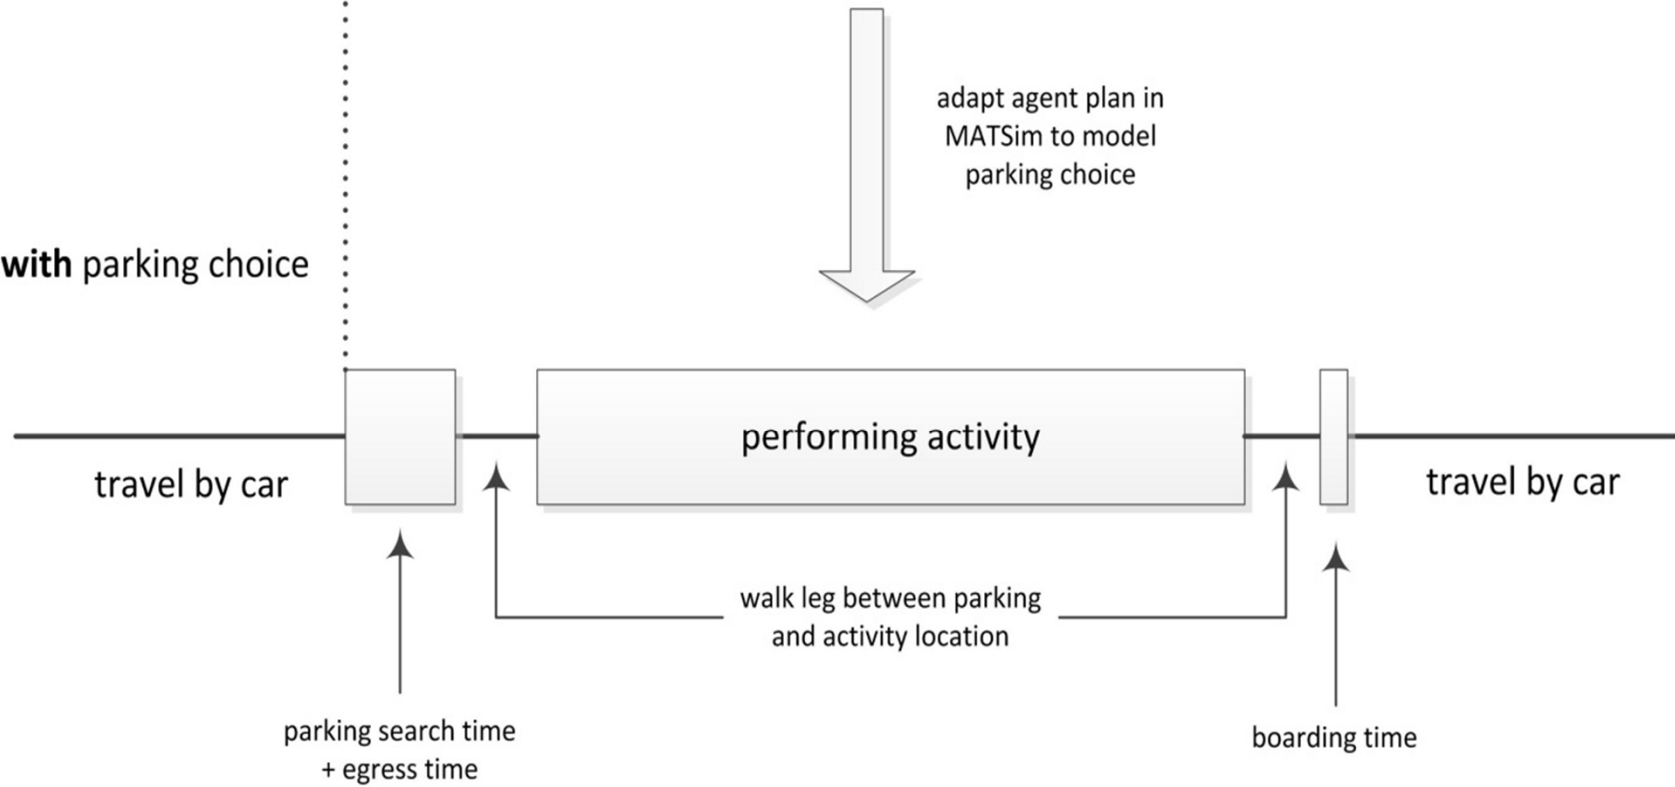 adapt agent plan in
MATSim to model
parking choice
with parking choice
performing activity
travel by car
travel by car
walk leg between parking
and activity location
parking search time
+ egress time
boarding time